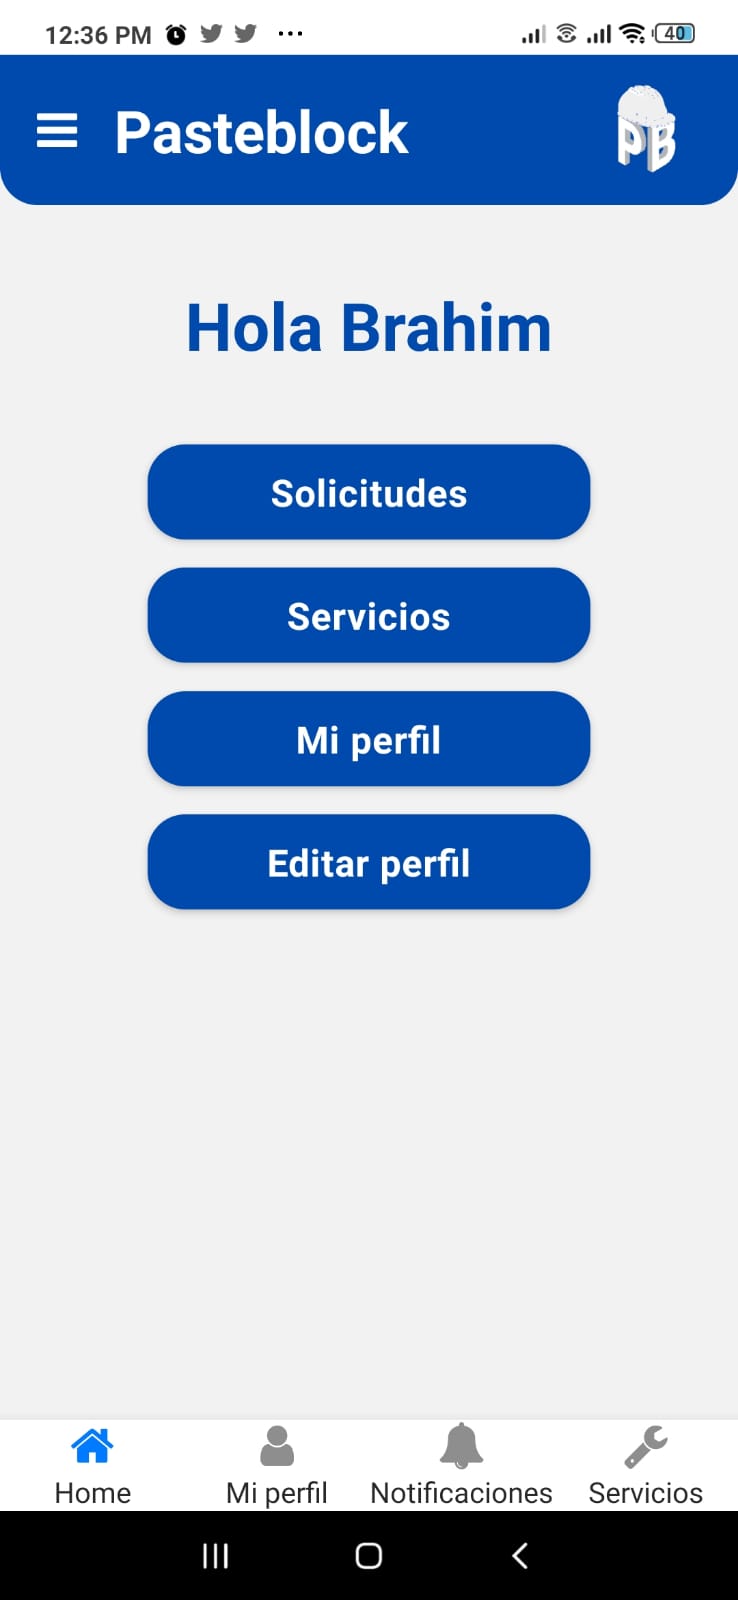 12:36 PM
40
Pasteblock
PB
Hola Brahim
Solicitudes
Servicios
Mi perfil
Editar perfil
Home
Mi perfil
Notificaciones
Servicios